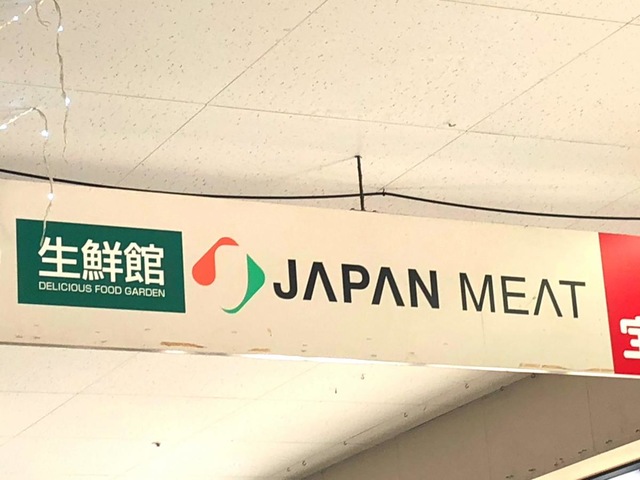 生鮮館
DELICIOUS FOOD GARDEN
JAPAN MEAT